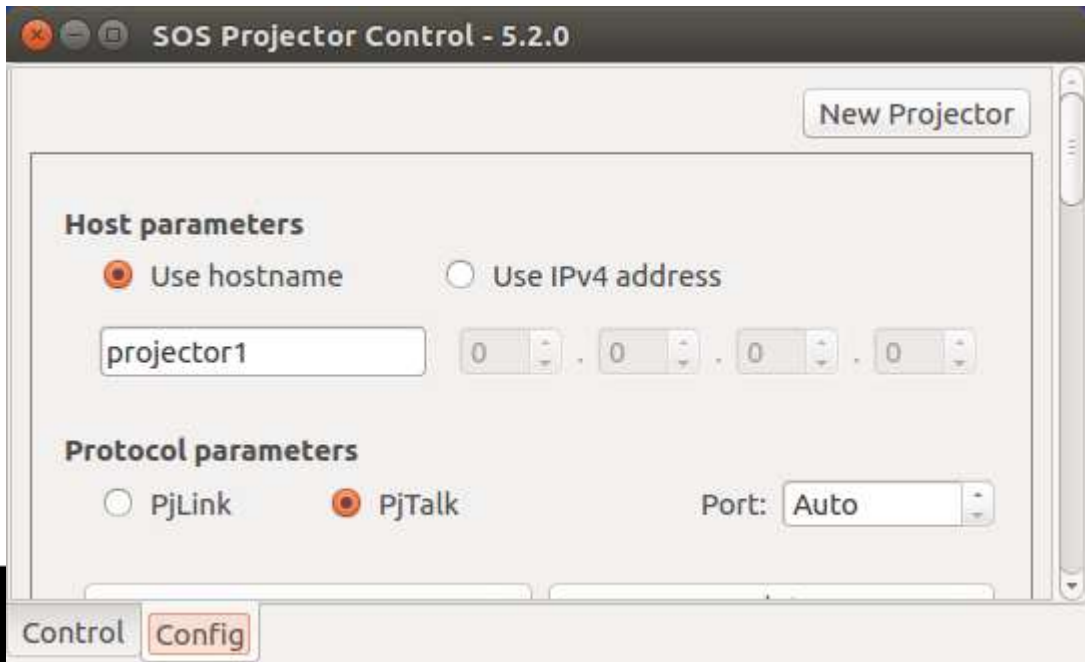 SOS Projector Control - 5.2.0
New Projector
Host parameters
Use hostname Use IPv4 address
projector1 0 . 0 . 0 . 0
Protocol parameters
PjLink PjTalk Port: Auto
Control Config